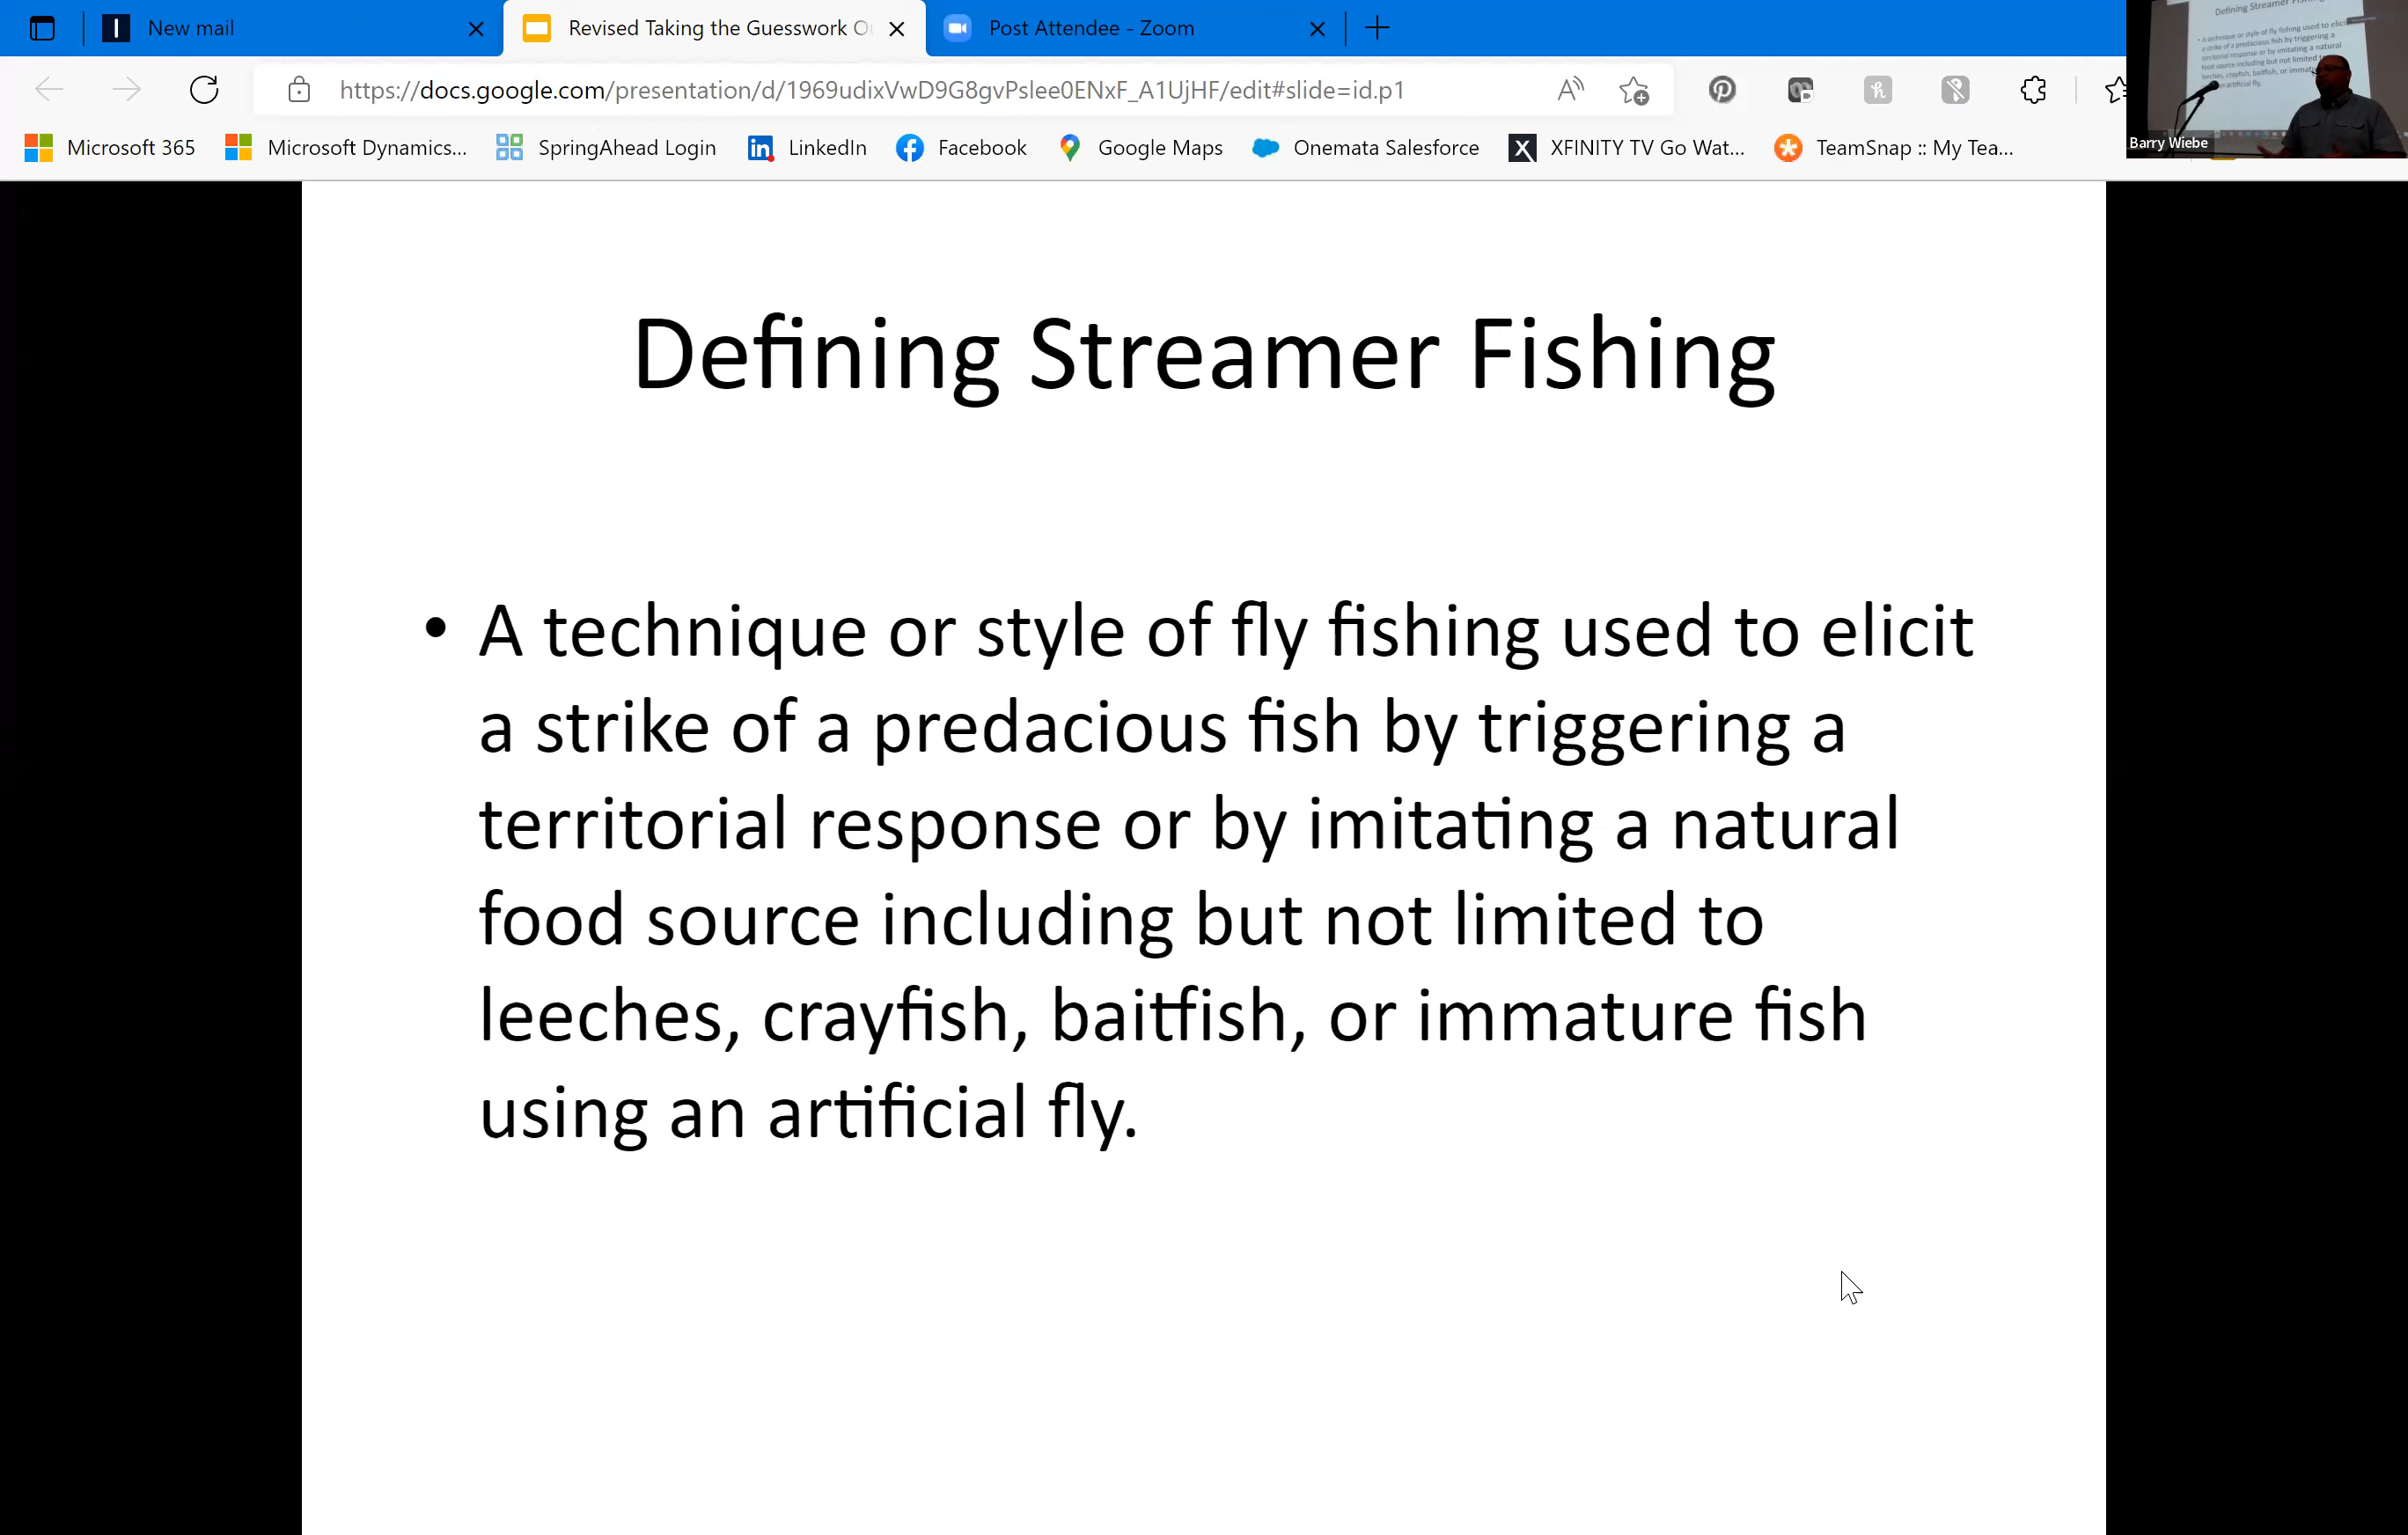 New mail
Revised Taking the Guesswork O
Post Attendee - Zoom
https://docs.google.com/presentation/d/1969udixVwD9G8gvPslee0ENxF_A1UjHF/edit#slide=id.p1
Microsoft 365
Microsoft Dynamics...
SpringAhead Login
LinkedIn
Facebook
Google Maps
Onemata Salesforce
XFINITY TV Go Wat...
TeamSnap :: My Tea...
Barry Wiebe
Defining Streamer Fishing
• A technique or style of fly fishing used to elicit
a strike of a predacious fish by triggering a
territorial response or by imitating a natural
food source including but not limited to
leeches, crayfish, baitfish, or immature fish
using an artificial fly.